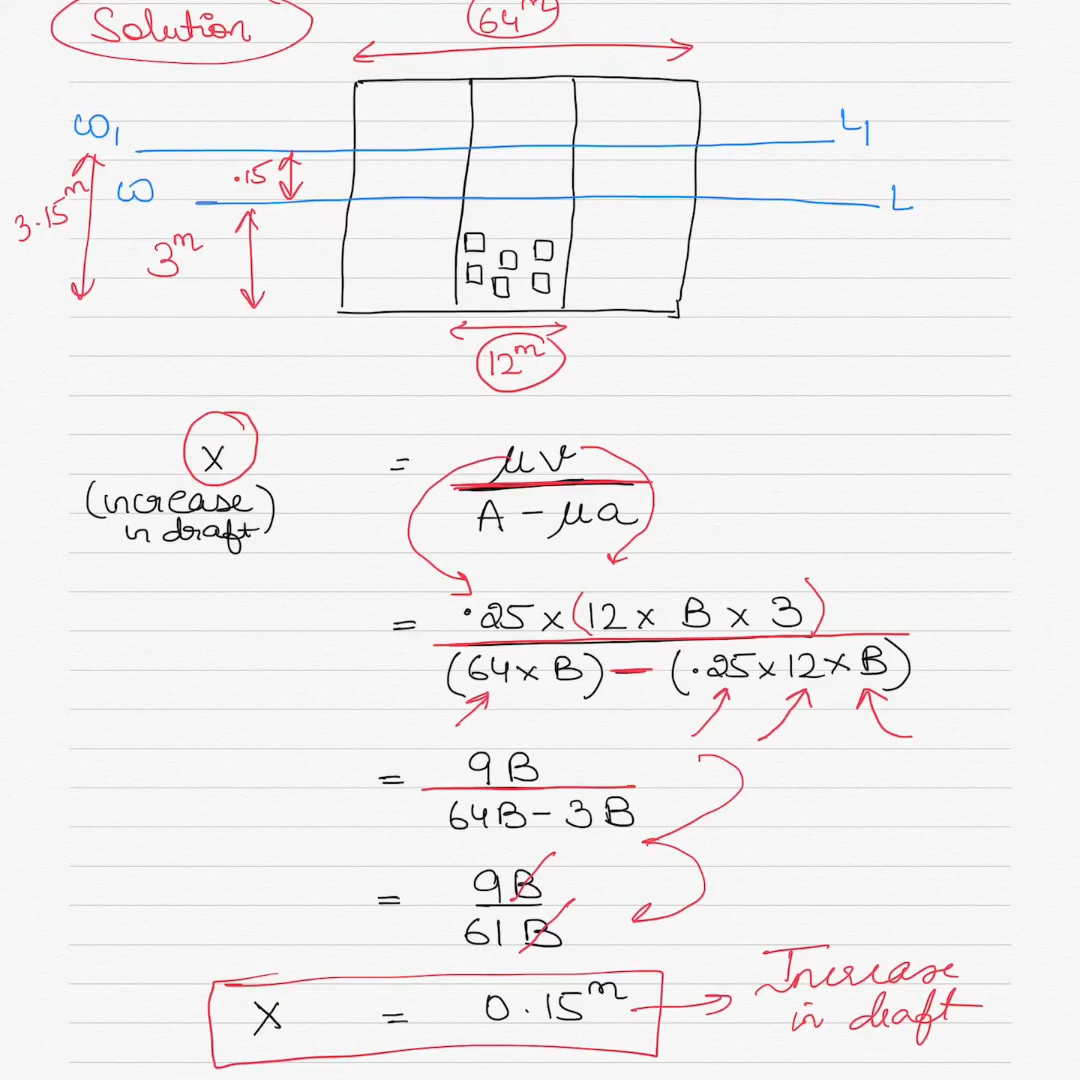 Solution
64ᵐ
ω₁
L₁
.15
ω
L
3.15ᵐ
3ᵐ
12ᵐ
X = μv / A - μa
(increase
in draft)
= .25 x (12 x B x 3) / (64 x B) - (.25 x 12 x B)
= 9B / 64B - 3B
= 9B / 61B
X = 0.15ᵐ
Increase
in draft